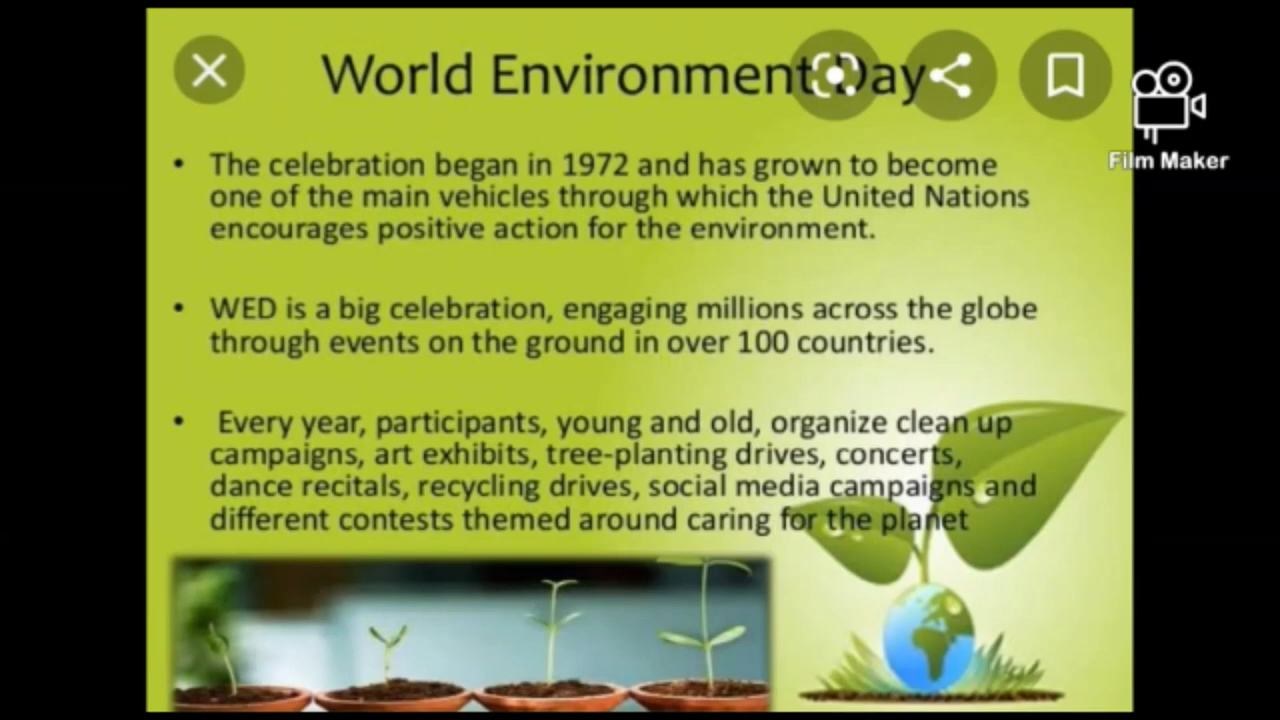 World Environment Day
Film Maker
• The celebration began in 1972 and has grown to become
one of the main vehicles through which the United Nations
encourages positive action for the environment.
• WED is a big celebration, engaging millions across the globe
through events on the ground in over 100 countries.
• Every year, participants, young and old, organize clean up
campaigns, art exhibits, tree-planting drives, concerts,
dance recitals, recycling drives, social media campaigns and
different contests themed around caring for the planet